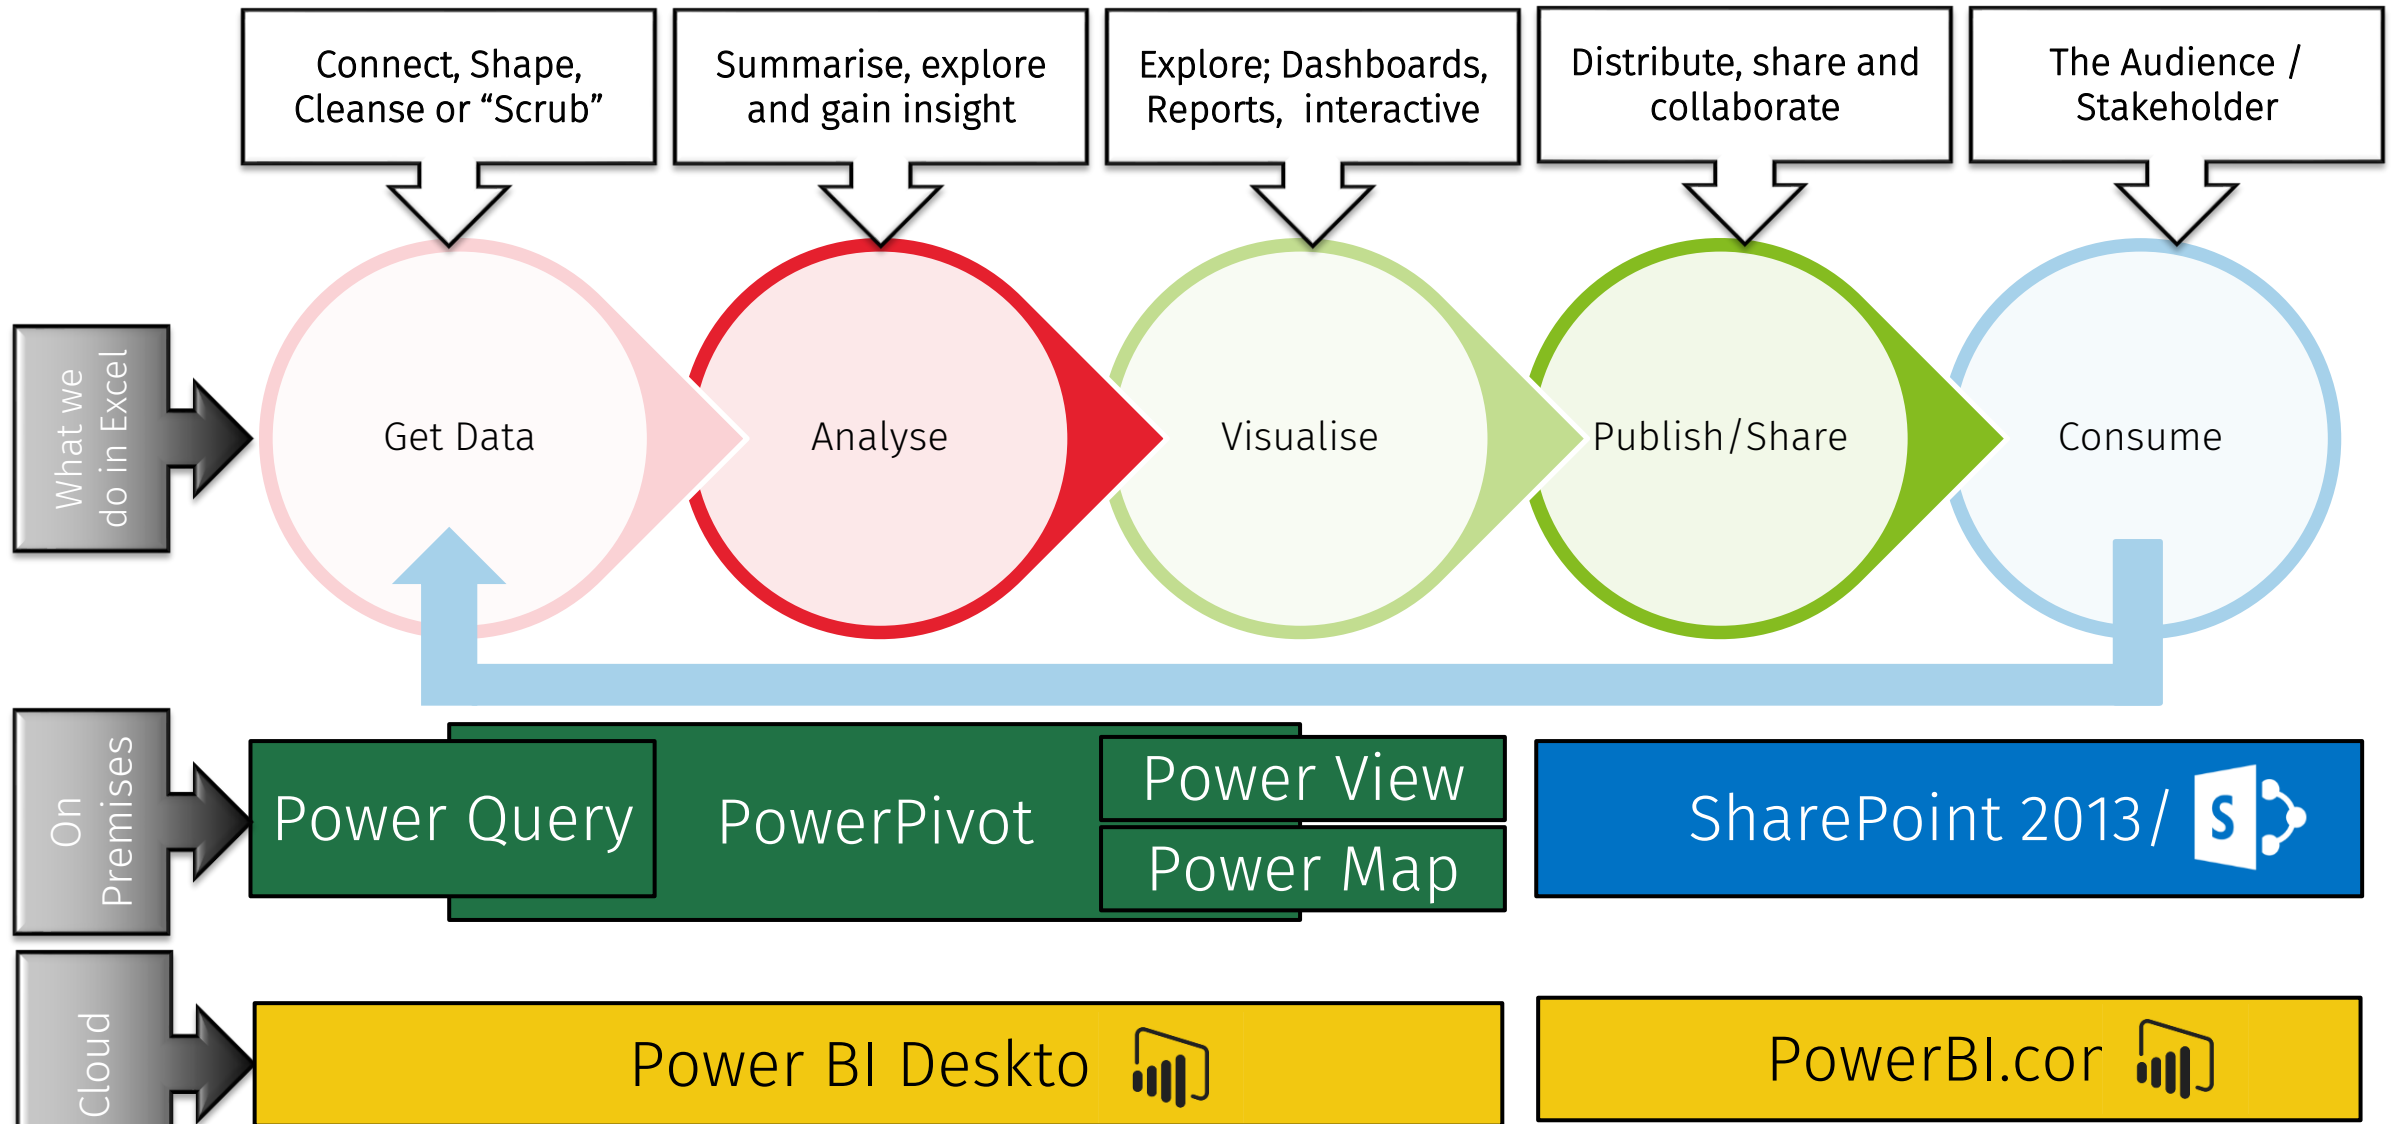 Connect, Shape,
Cleanse or “Scrub”
Summarise, explore
and gain insight
Explore; Dashboards,
Reports,  interactive
Distribute, share and
collaborate
The Audience /
Stakeholder
What we
do in Excel
Get Data
Analyse
Visualise
Publish/Share
Consume
On
Premises
Power Query
PowerPivot
Power View
Power Map
SharePoint 2013/
S
Cloud
Power BI Deskto
PowerBI.cor